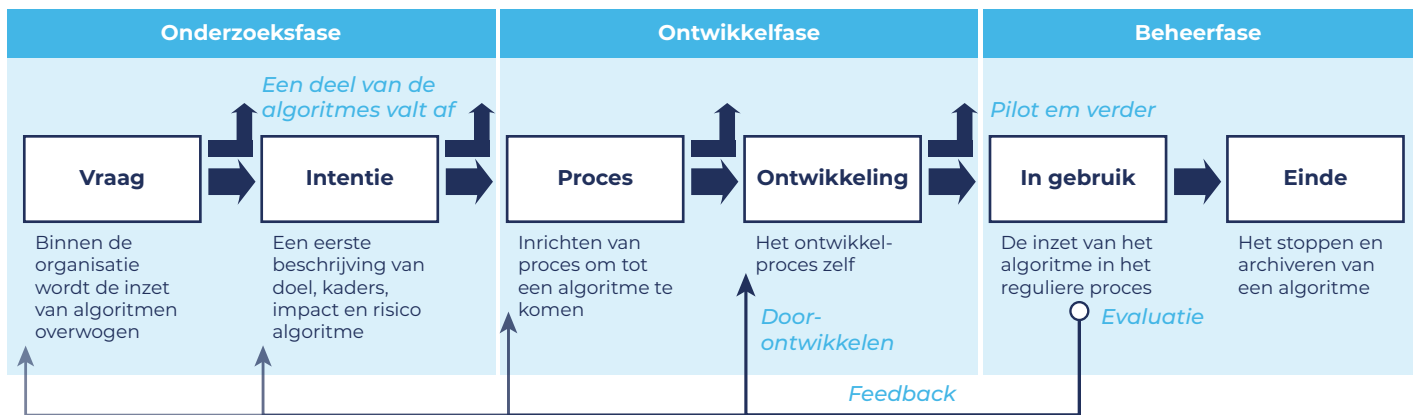 Onderzoeksfase
Ontwikkelfase
Beheerfase
Een deel van de
algoritmes valt af
Pilot em verder
Vraag
Intentie
Proces
Ontwikkeling
In gebruik
Einde
Binnen de
organisatie
wordt de inzet
van algoritmen
overwogen
Een eerste
beschrijving van
doel, kaders,
impact en risico
algoritme
Inrichten van
proces om tot
een algoritme te
komen
Het ontwikkel-
proces zelf
De inzet van het
algoritme in het
reguliere proces
Het stoppen en
archiveren van
een algoritme
Door-
ontwikkelen
Evaluatie
Feedback